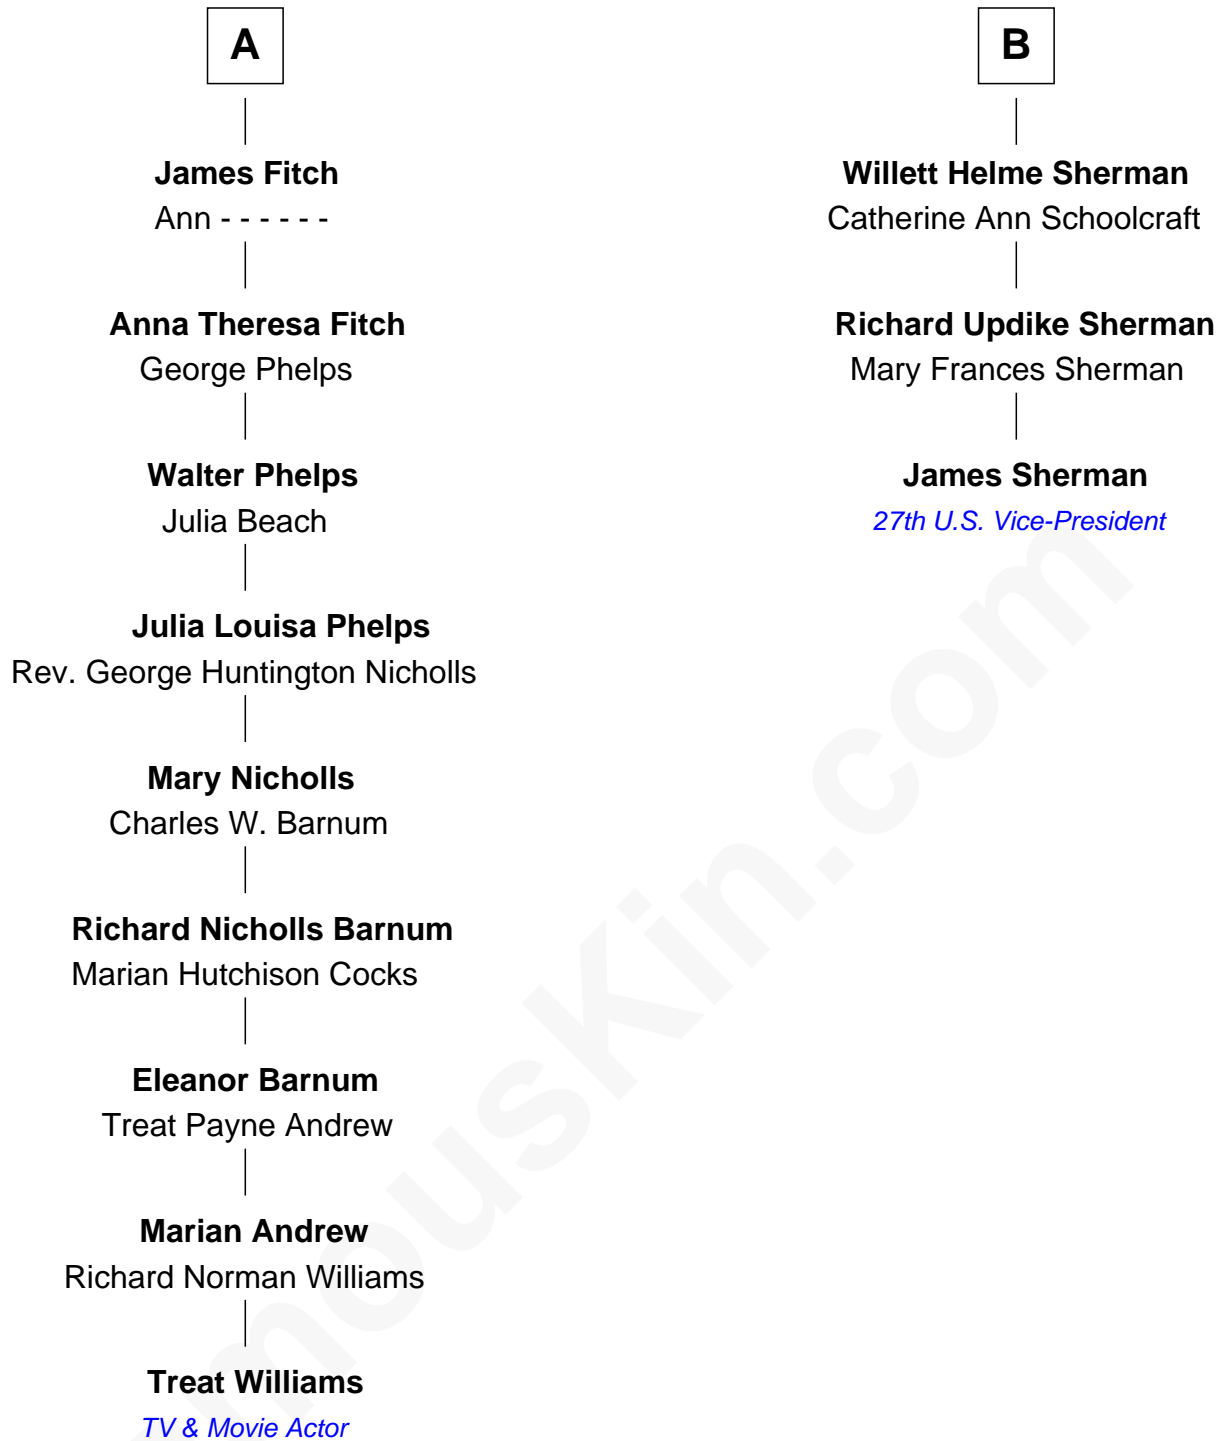 A
James Fitch
Ann - - - - - -
Anna Theresa Fitch
George Phelps
Walter Phelps
Julia Beach
Julia Louisa Phelps
Rev. George Huntington Nicholls
Mary Nicholls
Charles W. Barnum
Richard Nicholls Barnum
Marian Hutchison Cocks
Eleanor Barnum
Treat Payne Andrew
Marian Andrew
Richard Norman Williams
Treat Williams
TV & Movie Actor
B
Willett Helme Sherman
Catherine Ann Schoolcraft
Richard Updike Sherman
Mary Frances Sherman
James Sherman
27th U.S. Vice-President
mousKin.com